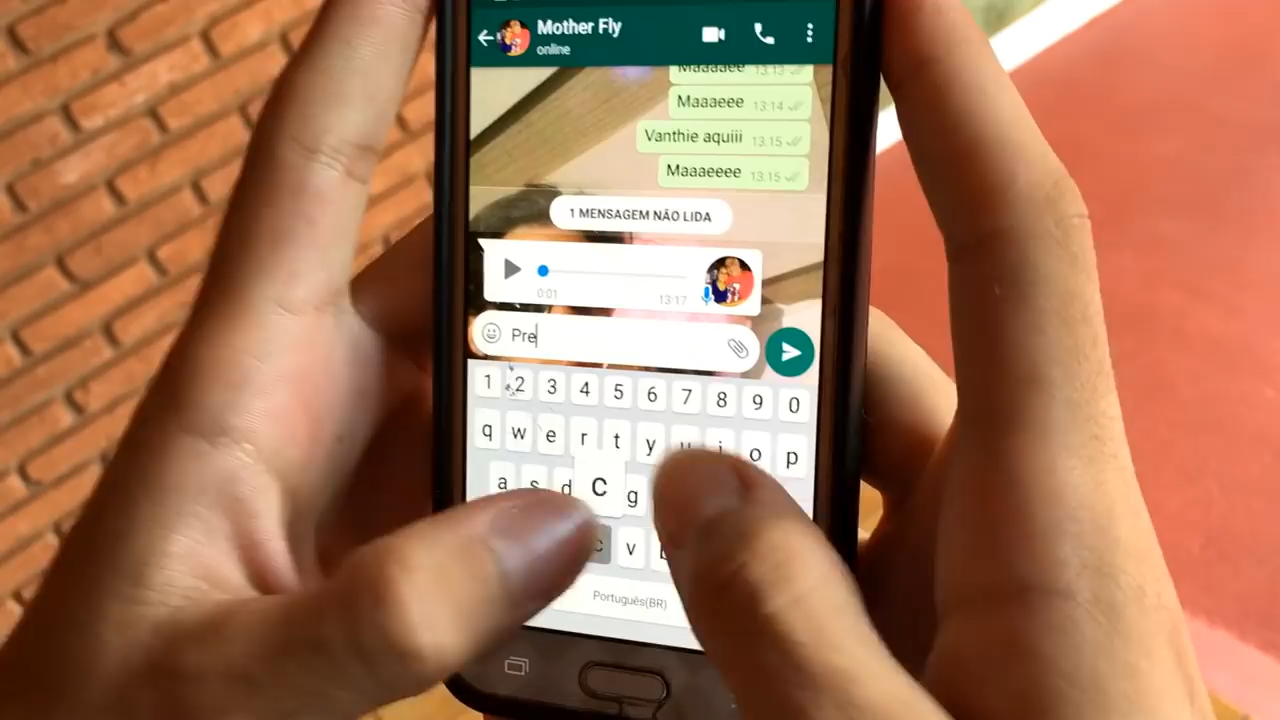 Mother Fly
online
Maaaaee 13:13
Maaaeee 13:14
Vanthie aquiii 13:15
Maaaeeee 13:15
1 MENSAGEM NÃO LIDA
0:01 13:17
Pre
1 2 3 4 5 6 7 8 9 0
q w e r t y u i o p
a s d C g
c v
Português(BR)